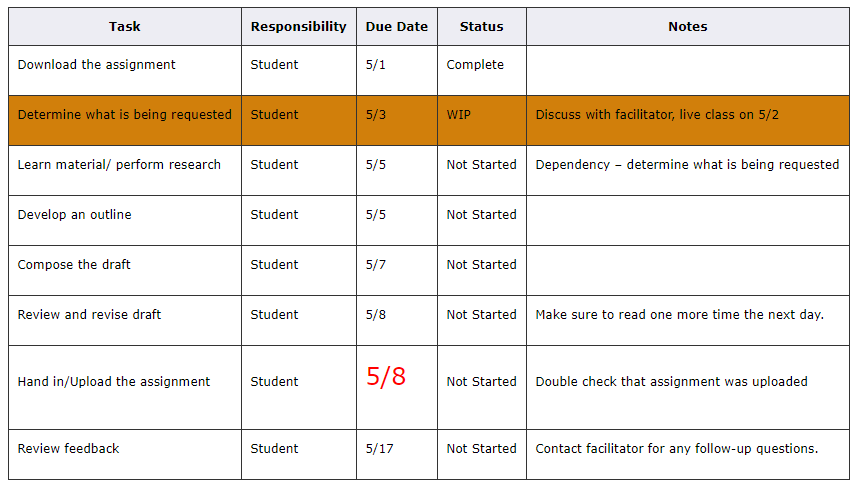 Task Responsibility Due Date Status Notes
Download the assignment Student 5/1 Complete
Determine what is being requested Student 5/3 WIP Discuss with facilitator, live class on 5/2
Learn material/ perform research Student 5/5 Not Started Dependency – determine what is being requested
Develop an outline Student 5/5 Not Started
Compose the draft Student 5/7 Not Started
Review and revise draft Student 5/8 Not Started Make sure to read one more time the next day.
Hand in/Upload the assignment Student 5/8 Not Started Double check that assignment was uploaded
Review feedback Student 5/17 Not Started Contact facilitator for any follow-up questions.